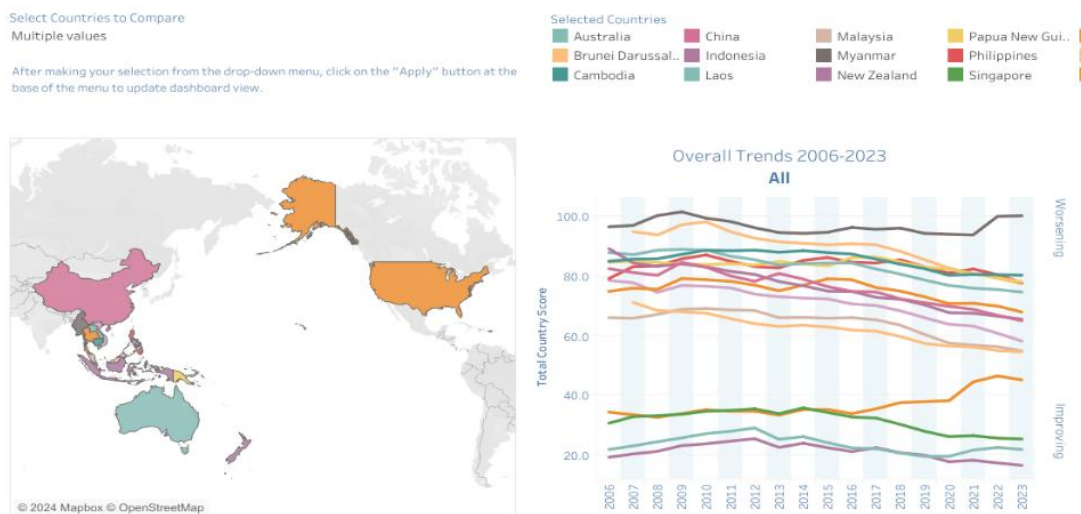 Select Countries to Compare
Multiple values
After making your selection from the drop-down menu, click on the "Apply" button at the
base of the menu to update dashboard view.
© 2024 Mapbox © OpenStreetMap
Selected Countries
Australia China Malaysia Papua New Gui..
Brunei Darussal.. Indonesia Myanmar Philippines
Cambodia Laos New Zealand Singapore
Overall Trends 2006-2023
All
Total Country Score
100.0
80.0
60.0
40.0
20.0
Worsening
Improving
2006 2007 2008 2009 2010 2011 2012 2013 2014 2015 2016 2017 2018 2019 2020 2021 2022 2023